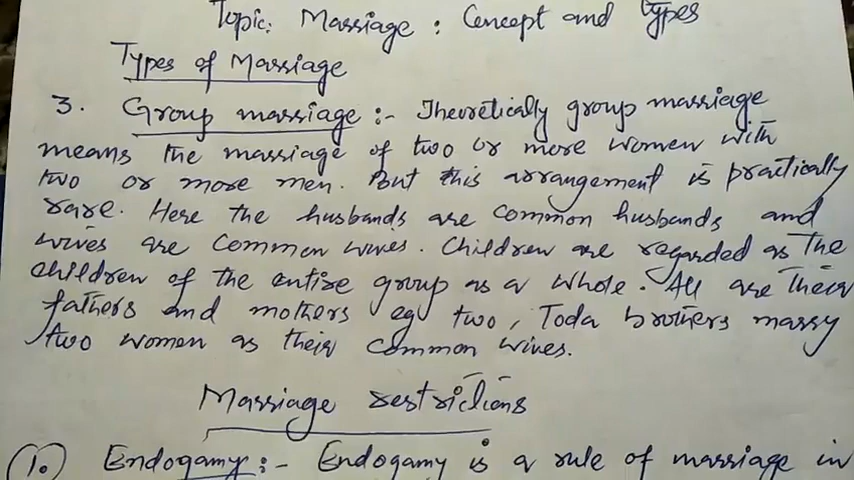 Topic: Marriage : Concept and types
Types of Marriage
3. Group marriage :- Theoretically group marriage
means the marriage of two or more women with
two or more men. But this arrangement is practically
rare. Here the husbands are common husbands and
wives are common wives. Children are regarded as the
children of the entire group as a whole. All are their
fathers and mothers eg two, Toda brothers marry
two women as their common wives.
Marriage restrictions
1. Endogamy :- Endogamy is a rule of marriage in